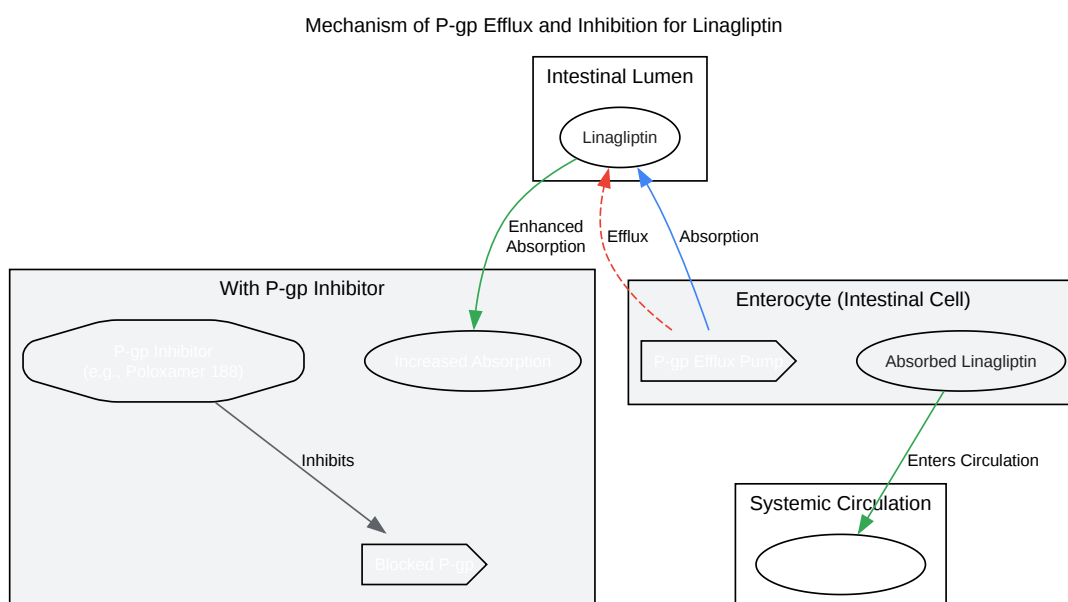 Mechanism of P-gp Efflux and Inhibition for Linagliptin
Intestinal Lumen
Linagliptin
Enhanced
Absorption
Efflux
Absorption
With P-gp Inhibitor
P-gp Inhibitor
(e.g., Poloxamer 188)
Increased Absorption
Enterocyte (Intestinal Cell)
P-gp Efflux Pump
Absorbed Linagliptin
Inhibits
Enters Circulation
Blocked P-gp
Systemic Circulation